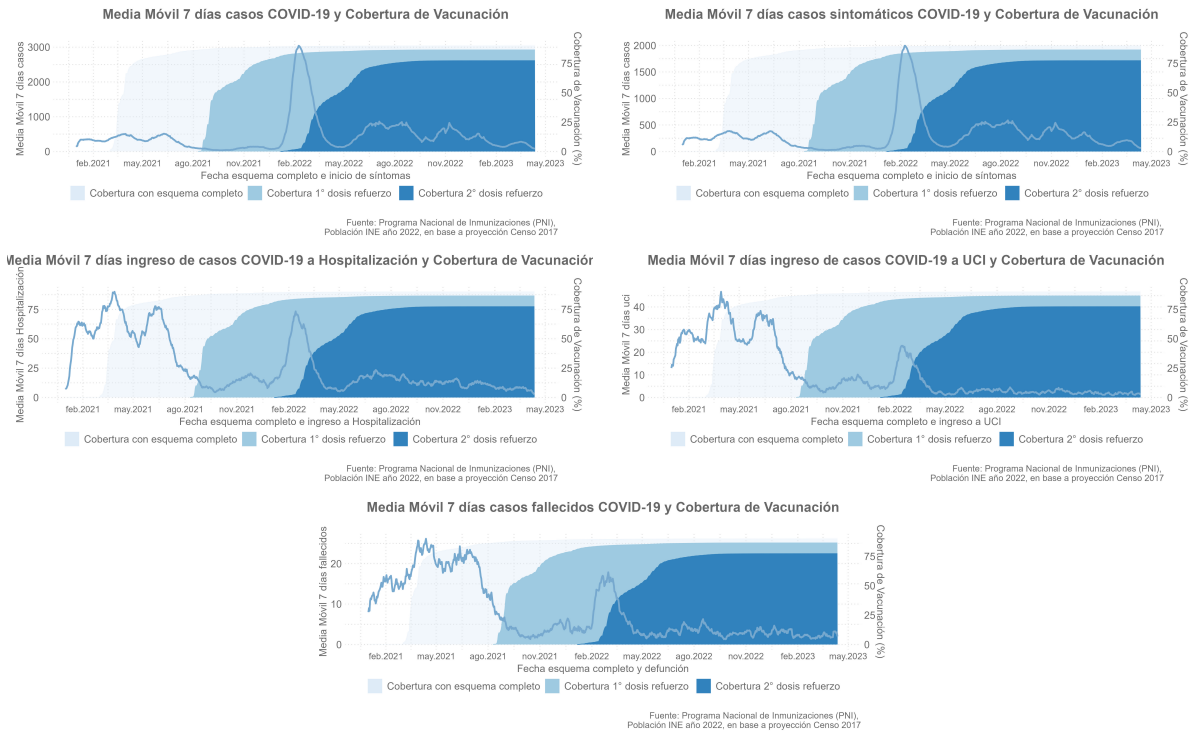 Media Móvil 7 días casos COVID-19 y Cobertura de Vacunación
Media Móvil 7 días casos
3000
2000
1000
0
Cobertura de Vacunación (%)
75
50
25
0
feb.2021 may.2021 ago.2021 nov.2021 feb.2022 may.2022 ago.2022 nov.2022 feb.2023 may.2023
Fecha esquema completo e inicio de síntomas
Cobertura con esquema completo Cobertura 1° dosis refuerzo Cobertura 2° dosis refuerzo
Fuente: Programa Nacional de Inmunizaciones (PNI),
Población INE año 2022, en base a proyección Censo 2017
Media Móvil 7 días casos sintomáticos COVID-19 y Cobertura de Vacunación
Media Móvil 7 días casos
2000
1500
1000
500
0
Cobertura de Vacunación (%)
75
50
25
0
feb.2021 may.2021 ago.2021 nov.2021 feb.2022 may.2022 ago.2022 nov.2022 feb.2023 may.2023
Fecha esquema completo e inicio de síntomas
Cobertura con esquema completo Cobertura 1° dosis refuerzo Cobertura 2° dosis refuerzo
Fuente: Programa Nacional de Inmunizaciones (PNI),
Población INE año 2022, en base a proyección Censo 2017
Media Móvil 7 días ingreso de casos COVID-19 a Hospitalización y Cobertura de Vacunación
Media Móvil 7 días Hospitalización
75
50
25
0
Cobertura de Vacunación (%)
75
50
25
0
feb.2021 may.2021 ago.2021 nov.2021 feb.2022 may.2022 ago.2022 nov.2022 feb.2023 may.2023
Fecha esquema completo e ingreso a Hospitalización
Cobertura con esquema completo Cobertura 1° dosis refuerzo Cobertura 2° dosis refuerzo
Fuente: Programa Nacional de Inmunizaciones (PNI),
Población INE año 2022, en base a proyección Censo 2017
Media Móvil 7 días ingreso de casos COVID-19 a UCI y Cobertura de Vacunación
Media Móvil 7 días uci
40
30
20
10
0
Cobertura de Vacunación (%)
75
50
25
0
feb.2021 may.2021 ago.2021 nov.2021 feb.2022 may.2022 ago.2022 nov.2022 feb.2023 may.2023
Fecha esquema completo e ingreso a UCI
Cobertura con esquema completo Cobertura 1° dosis refuerzo Cobertura 2° dosis refuerzo
Fuente: Programa Nacional de Inmunizaciones (PNI),
Población INE año 2022, en base a proyección Censo 2017
Media Móvil 7 días casos fallecidos COVID-19 y Cobertura de Vacunación
Media Móvil 7 días fallecidos
20
10
0
Cobertura de Vacunación (%)
75
50
25
0
feb.2021 may.2021 ago.2021 nov.2021 feb.2022 may.2022 ago.2022 nov.2022 feb.2023 may.2023
Fecha esquema completo y defunción
Cobertura con esquema completo Cobertura 1° dosis refuerzo Cobertura 2° dosis refuerzo
Fuente: Programa Nacional de Inmunizaciones (PNI),
Población INE año 2022, en base a proyección Censo 2017